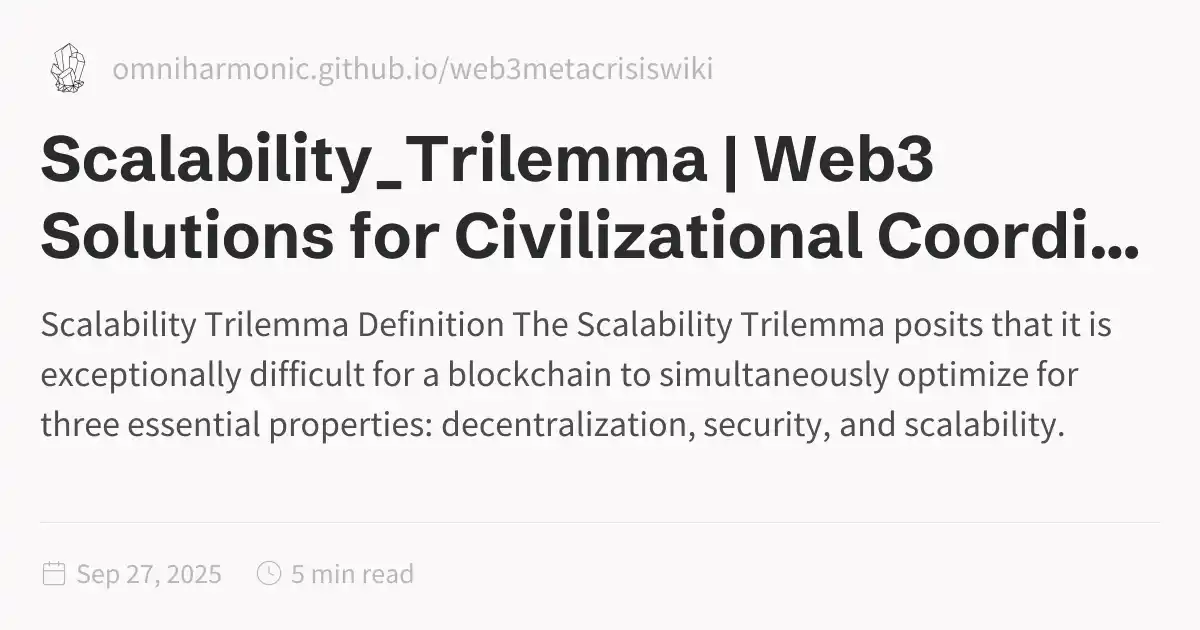 omniharmonic.github.io/web3metacrisiswiki
Scalability_Trilemma | Web3
Solutions for Civilizational Coordi...
Scalability Trilemma Definition The Scalability Trilemma posits that it is
exceptionally difficult for a blockchain to simultaneously optimize for
three essential properties: decentralization, security, and scalability.
Sep 27, 2025 5 min read